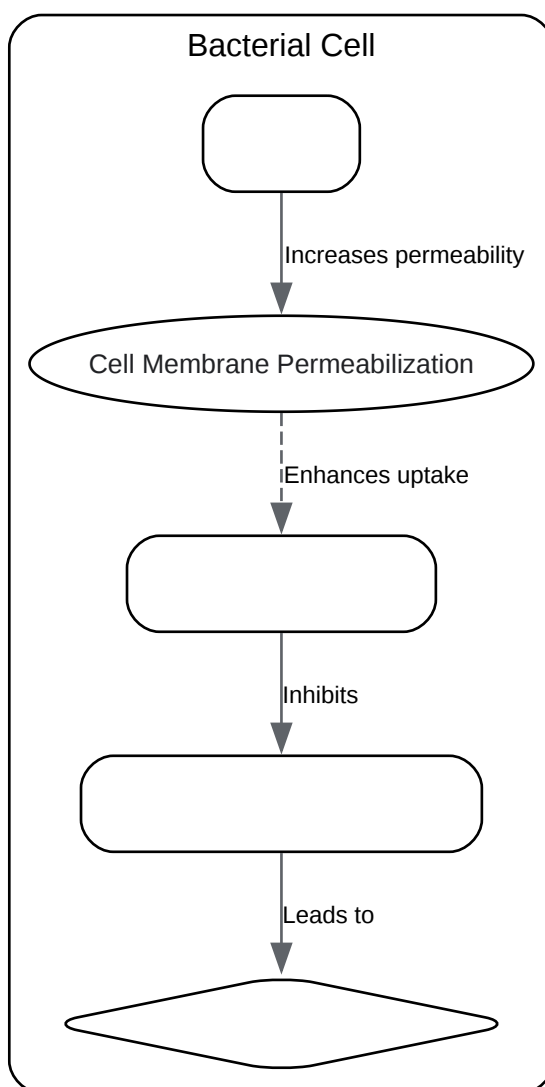 Bacterial Cell
Increases permeability
Cell Membrane Permeabilization
Enhances uptake
Inhibits
Leads to